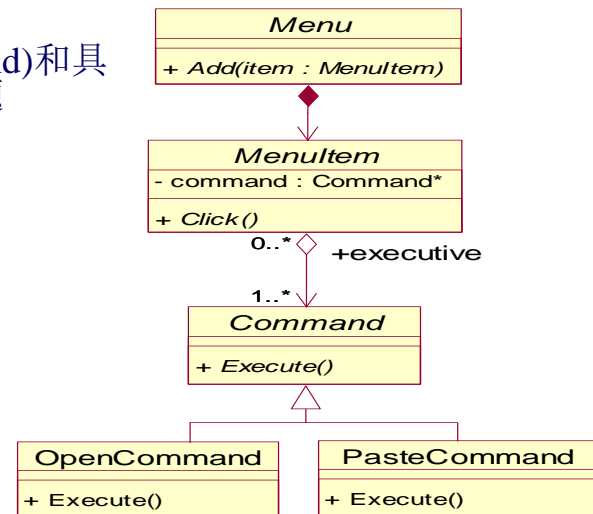 Menu
d)和具
+ Add(item : MenuItem)
MenuItem
- command : Command*
+ Click()
0..*
+executive
1..*
Command
+ Execute()
OpenCommand
PasteCommand
+ Execute()
+ Execute()